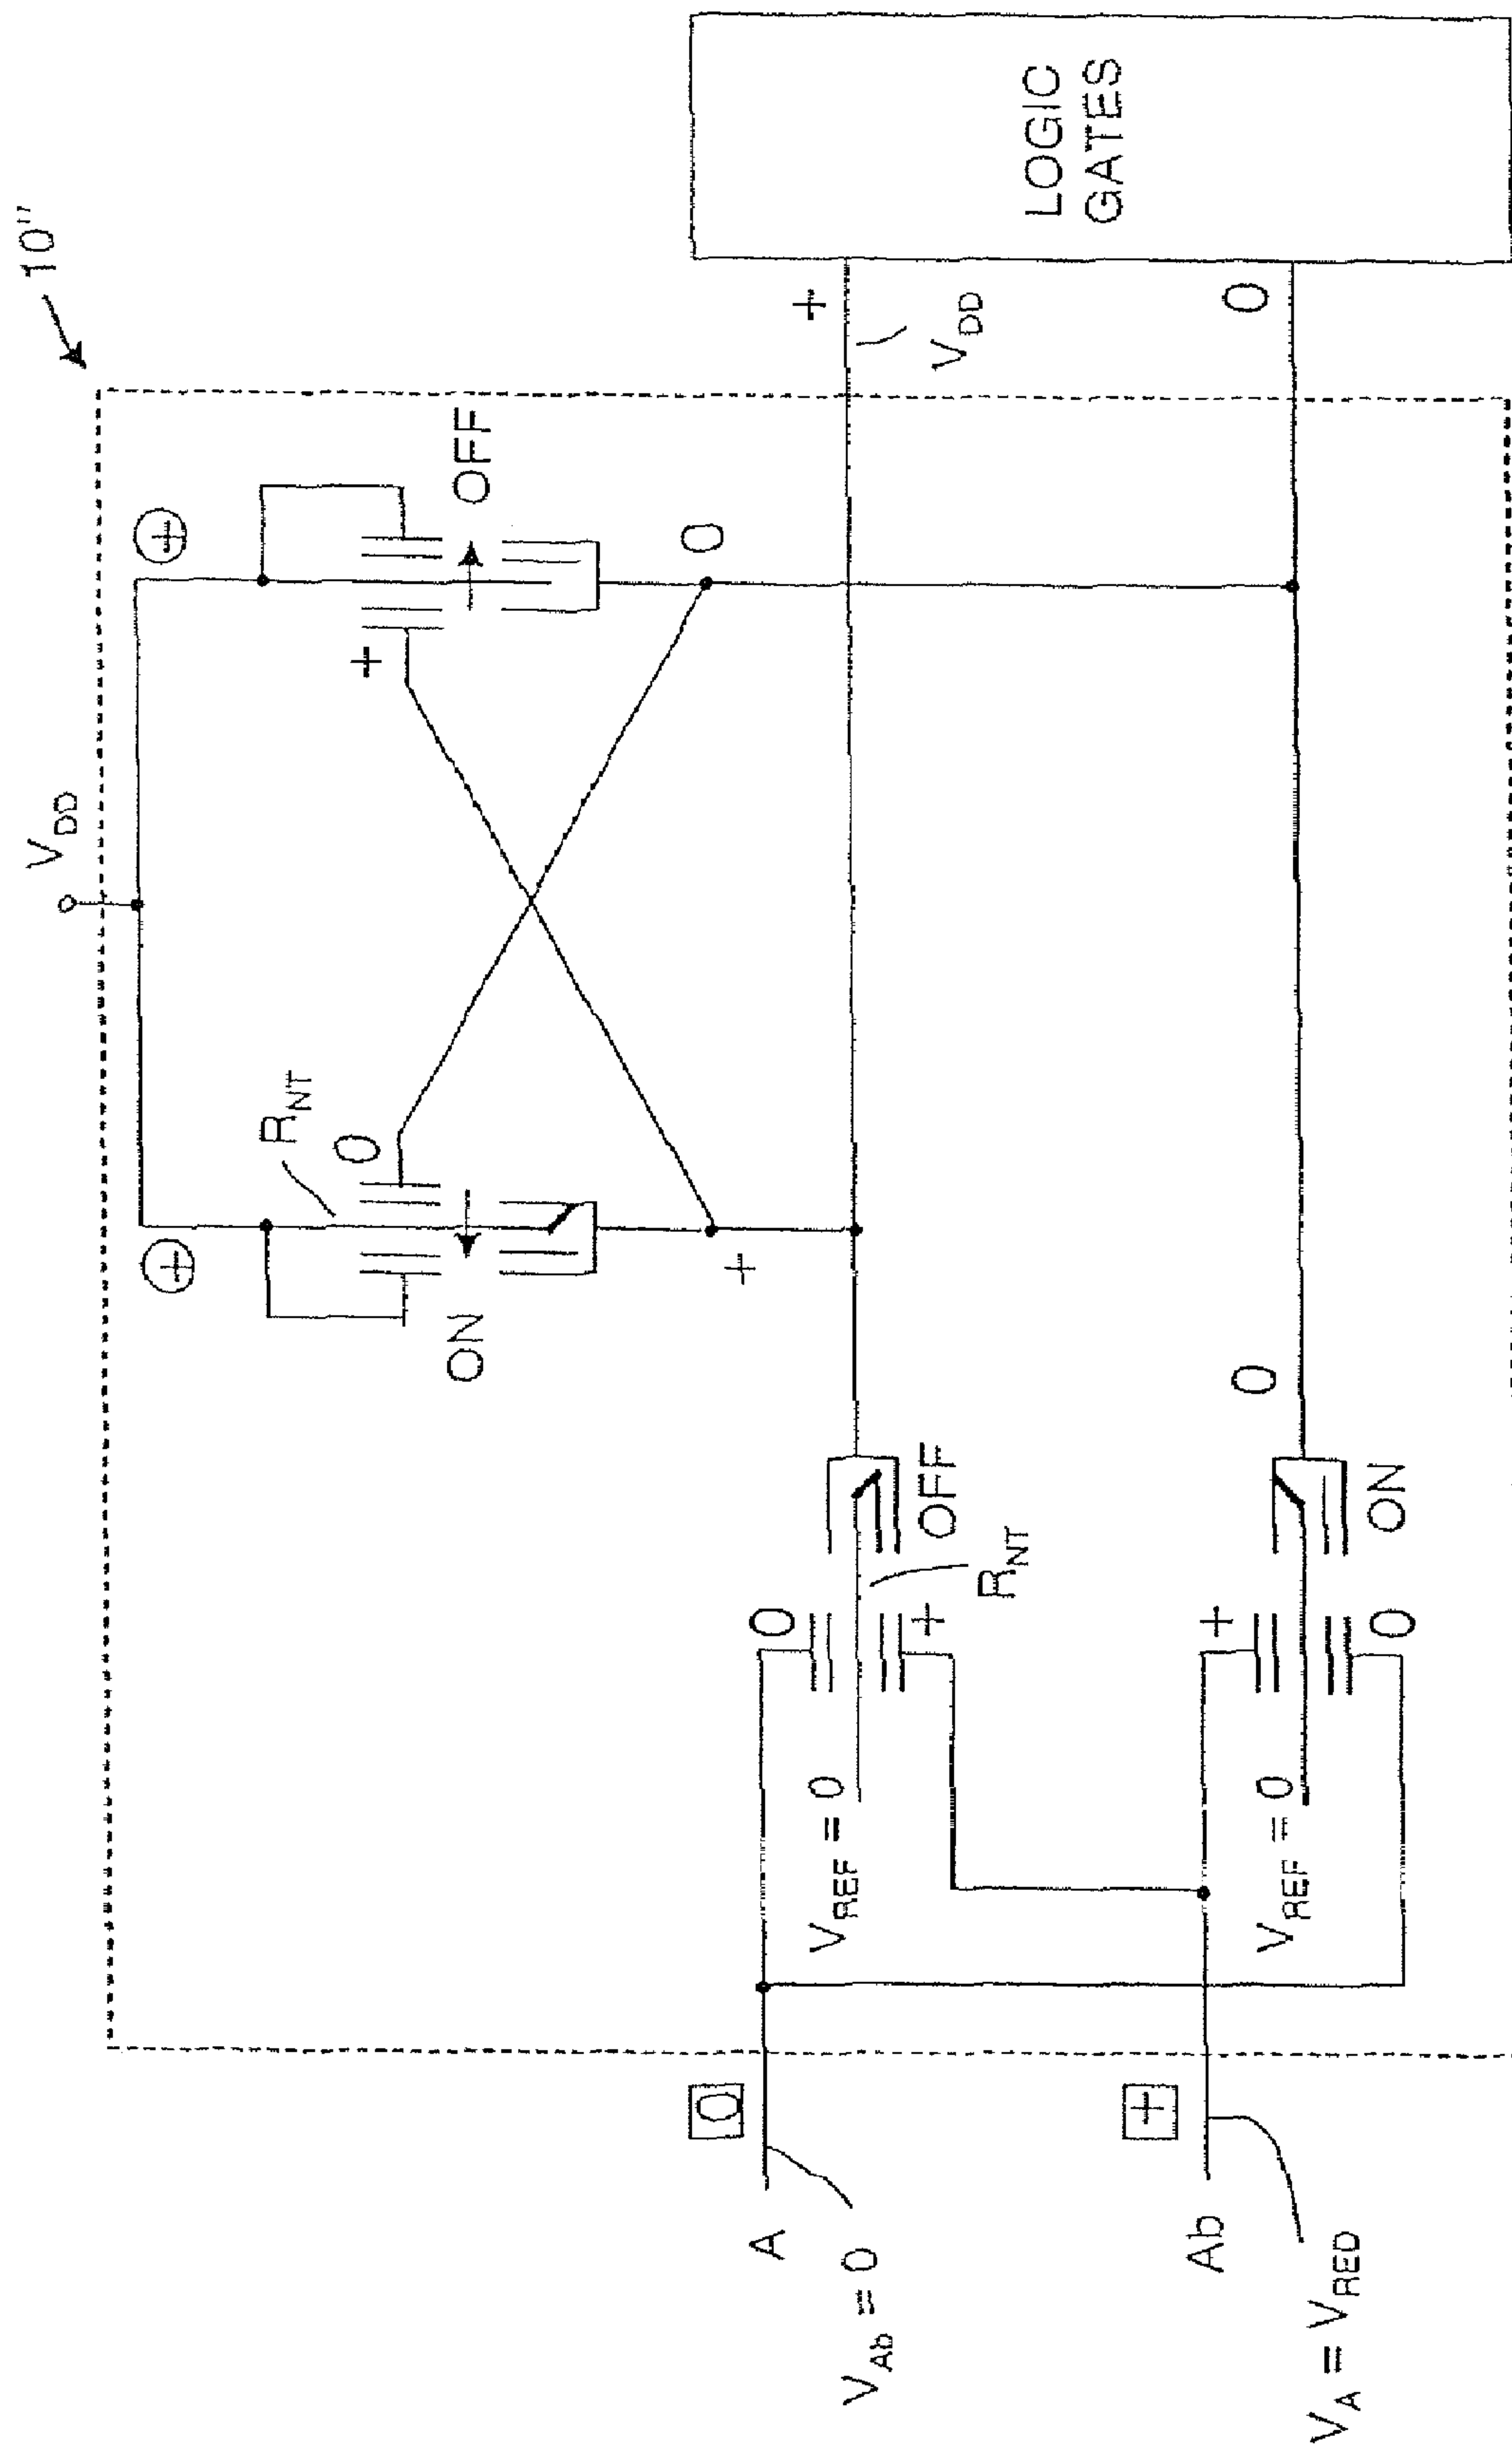 10"
V_DD
⊕
⊕
R_NT
0
+
OFF
ON
0
+
+
V_DD
0
LOGIC
GATES
A
0
V_Ab = 0
0
V_REF = 0
+
OFF
R_NT
Ab
+
V_A = V_RED
+
V_REF = 0
0
0
ON